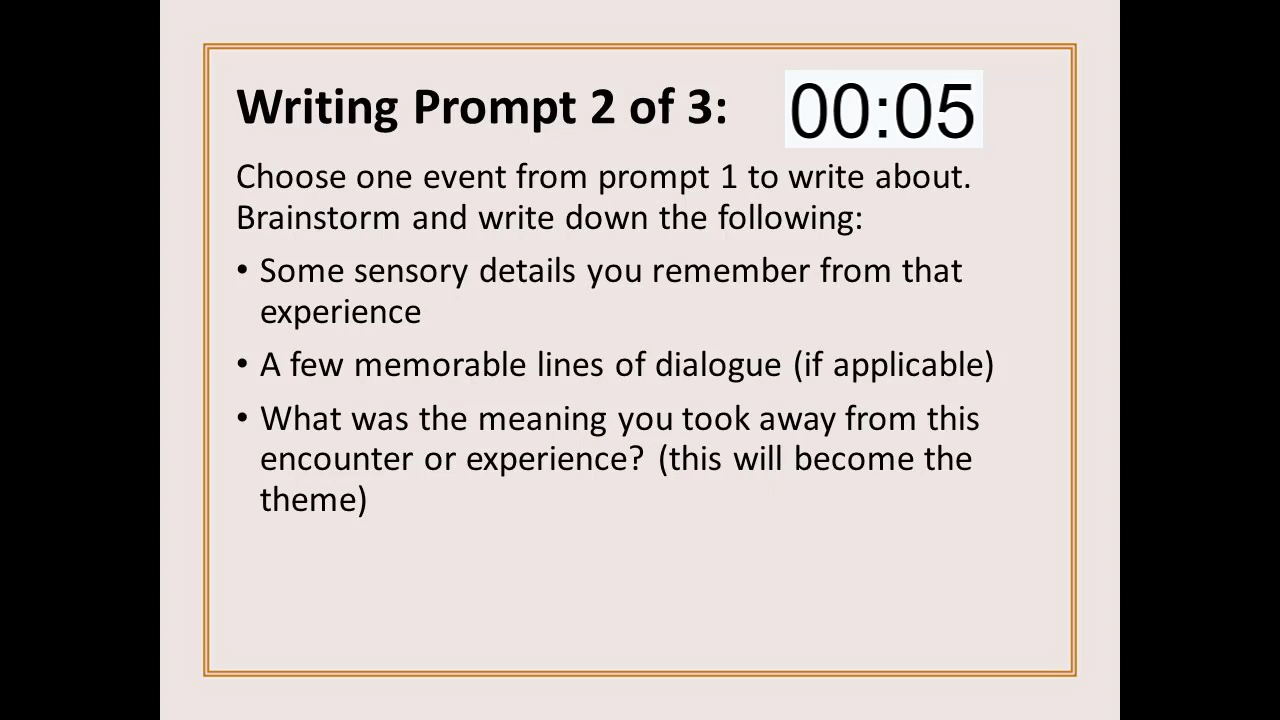 Writing Prompt 2 of 3:
00:05
Choose one event from prompt 1 to write about.
Brainstorm and write down the following:
• Some sensory details you remember from that
experience
• A few memorable lines of dialogue (if applicable)
• What was the meaning you took away from this
encounter or experience? (this will become the
theme)